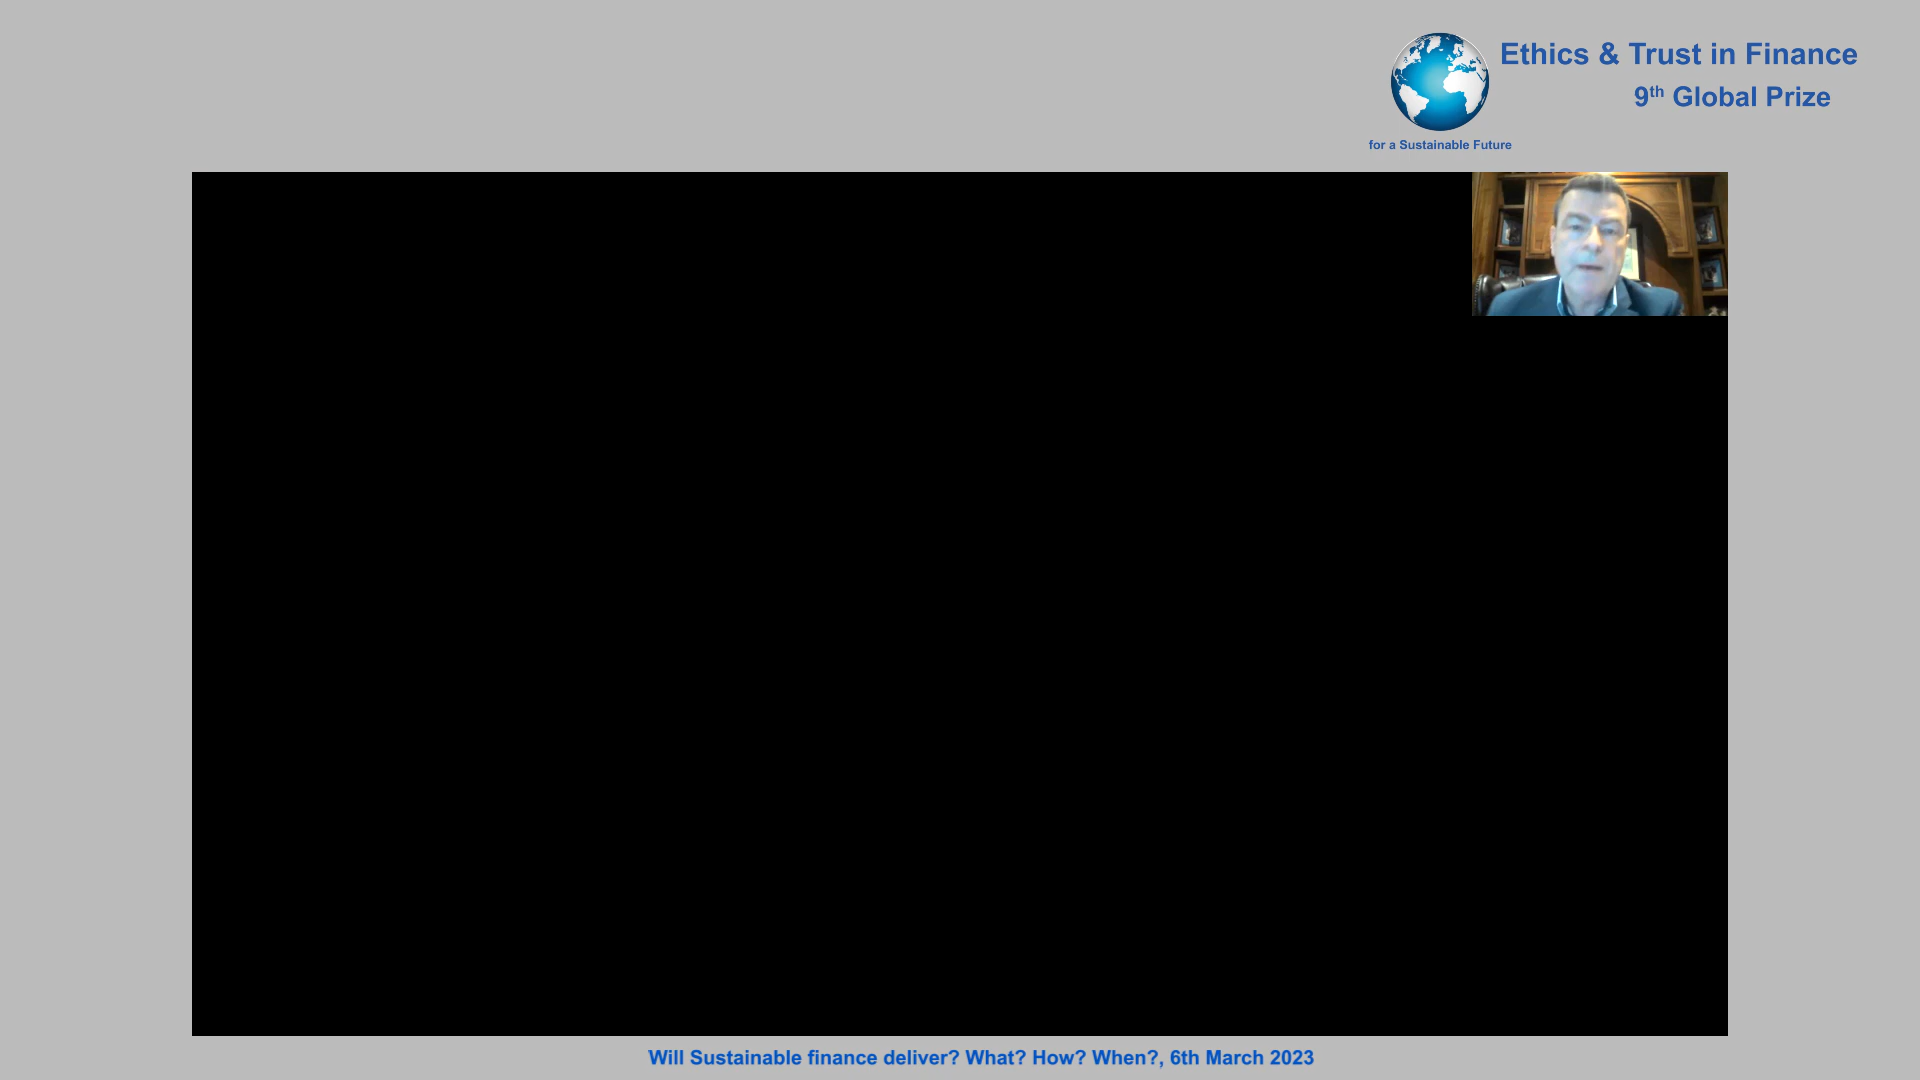 Ethics & Trust in Finance
9th Global Prize
for a Sustainable Future
Will Sustainable finance deliver? What? How? When?, 6th March 2023